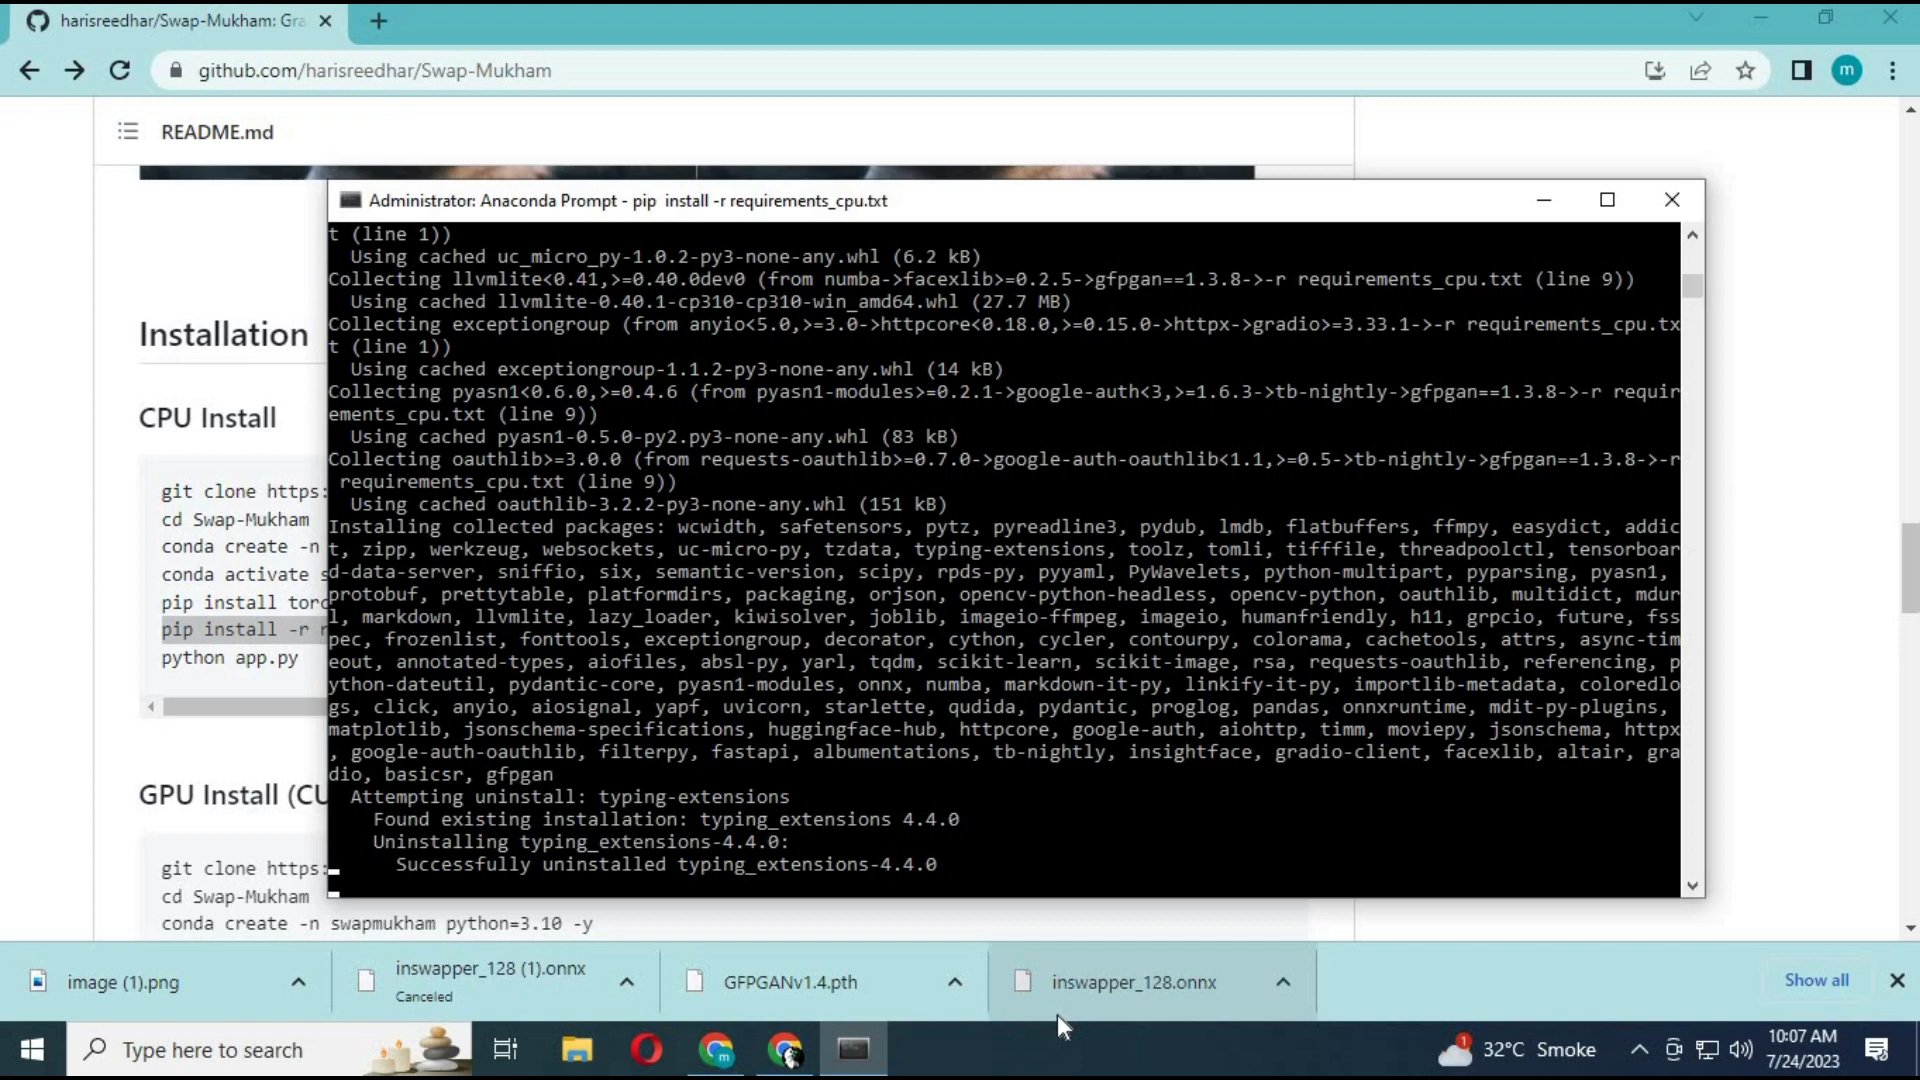 harisreedhar/Swap-Mukham: Gra
github.com/harisreedhar/Swap-Mukham
m
README.md
Installation
CPU Install
git clone https:
cd Swap-Mukham
conda create -n
conda activate s
pip install torc
pip install -r r
python app.py
GPU Install (CU
git clone https:
cd Swap-Mukham
conda create -n swapmukham python=3.10 -y
Administrator: Anaconda Prompt - pip  install -r requirements_cpu.txt
t (line 1))
  Using cached uc_micro_py-1.0.2-py3-none-any.whl (6.2 kB)
Collecting llvmlite<0.41,>=0.40.0dev0 (from numba->facexlib>=0.2.5->gfpgan==1.3.8->-r requirements_cpu.txt (line 9))
  Using cached llvmlite-0.40.1-cp310-cp310-win_amd64.whl (27.7 MB)
Collecting exceptiongroup (from anyio<5.0,>=3.0->httpcore<0.18.0,>=0.15.0->httpx->gradio>=3.33.1->-r requirements_cpu.tx
t (line 1))
  Using cached exceptiongroup-1.1.2-py3-none-any.whl (14 kB)
Collecting pyasn1<0.6.0,>=0.4.6 (from pyasn1-modules>=0.2.1->google-auth<3,>=1.6.3->tb-nightly->gfpgan==1.3.8->-r requir
ements_cpu.txt (line 9))
  Using cached pyasn1-0.5.0-py2.py3-none-any.whl (83 kB)
Collecting oauthlib>=3.0.0 (from requests-oauthlib>=0.7.0->google-auth-oauthlib<1.1,>=0.5->tb-nightly->gfpgan==1.3.8->-r
 requirements_cpu.txt (line 9))
  Using cached oauthlib-3.2.2-py3-none-any.whl (151 kB)
Installing collected packages: wcwidth, safetensors, pytz, pyreadline3, pydub, lmdb, flatbuffers, ffmpy, easydict, addic
t, zipp, werkzeug, websockets, uc-micro-py, tzdata, typing-extensions, toolz, tomli, tifffile, threadpoolctl, tensorboar
d-data-server, sniffio, six, semantic-version, scipy, rpds-py, pyyaml, PyWavelets, python-multipart, pyparsing, pyasn1,
protobuf, prettytable, platformdirs, packaging, orjson, opencv-python-headless, opencv-python, oauthlib, multidict, mdur
l, markdown, llvmlite, lazy_loader, kiwisolver, joblib, imageio-ffmpeg, imageio, humanfriendly, h11, grpcio, future, fss
pec, frozenlist, fonttools, exceptiongroup, decorator, cython, cycler, contourpy, colorama, cachetools, attrs, async-tim
eout, annotated-types, aiofiles, absl-py, yarl, tqdm, scikit-learn, scikit-image, rsa, requests-oauthlib, referencing, p
ython-dateutil, pydantic-core, pyasn1-modules, onnx, numba, markdown-it-py, linkify-it-py, importlib-metadata, coloredlo
gs, click, anyio, aiosignal, yapf, uvicorn, starlette, qudida, pydantic, proglog, pandas, onnxruntime, mdit-py-plugins,
matplotlib, jsonschema-specifications, huggingface-hub, httpcore, google-auth, aiohttp, timm, moviepy, jsonschema, httpx
, google-auth-oauthlib, filterpy, fastapi, albumentations, tb-nightly, insightface, gradio-client, facexlib, altair, gra
dio, basicsr, gfpgan
  Attempting uninstall: typing-extensions
    Found existing installation: typing_extensions 4.4.0
    Uninstalling typing_extensions-4.4.0:
      Successfully uninstalled typing_extensions-4.4.0
image (1).png
inswapper_128 (1).onnx
Canceled
GFPGANv1.4.pth
inswapper_128.onnx
Show all
Type here to search
m
1
32°C Smoke
10:07 AM
7/24/2023